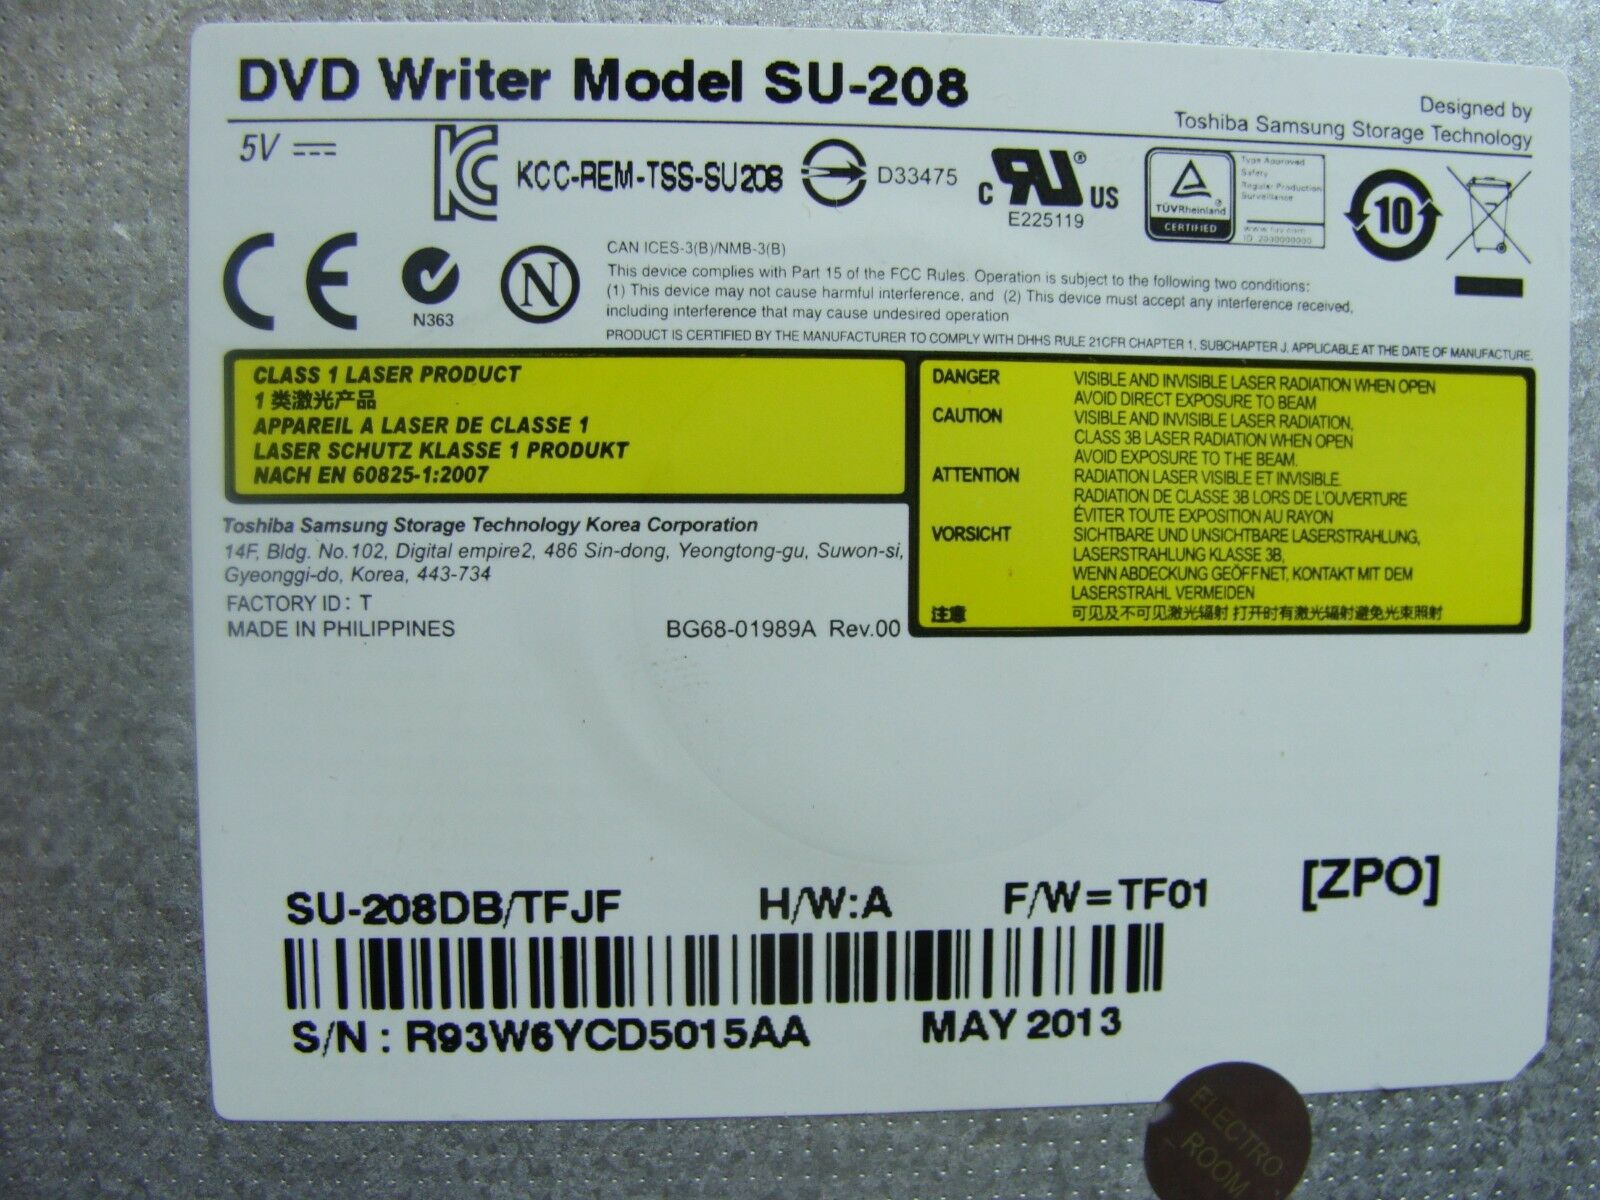 DVD Writer Model SU-208
Designed by
Toshiba Samsung Storage Technology
5V
KCC-REM-TSS-SU208
D33475
c RU US
E225119
TÜVRheinland
CERTIFIED
Type Approved
Safety
Regular Production
Surveillance
www.tuv.com
ID 2000000000
10
CE
N363
N
CAN ICES-3(B)/NMB-3(B)
This device complies with Part 15 of the FCC Rules. Operation is subject to the following two conditions:
(1) This device may not cause harmful interference, and (2) This device must accept any interference received,
including interference that may cause undesired operation
PRODUCT IS CERTIFIED BY THE MANUFACTURER TO COMPLY WITH DHHS RULE 21CFR CHAPTER 1, SUBCHAPTER J, APPLICABLE AT THE DATE OF MANUFACTURE.
CLASS 1 LASER PRODUCT
1 类激光产品
APPAREIL A LASER DE CLASSE 1
LASER SCHUTZ KLASSE 1 PRODUKT
NACH EN 60825-1:2007
DANGER VISIBLE AND INVISIBLE LASER RADIATION WHEN OPEN
AVOID DIRECT EXPOSURE TO BEAM
CAUTION VISIBLE AND INVISIBLE LASER RADIATION,
CLASS 3B LASER RADIATION WHEN OPEN
AVOID EXPOSURE TO THE BEAM.
ATTENTION RADIATION LASER VISIBLE ET INVISIBLE.
RADIATION DE CLASSE 3B LORS DE L'OUVERTURE
ÉVITER TOUTE EXPOSITION AU RAYON
VORSICHT SICHTBARE UND UNSICHTBARE LASERSTRAHLUNG,
LASERSTRAHLUNG KLASSE 3B,
WENN ABDECKUNG GEÖFFNET, KONTAKT MIT DEM
LASERSTRAHL VERMEIDEN
注意 可见及不可见激光辐射 打开时有激光辐射避免光束照射
Toshiba Samsung Storage Technology Korea Corporation
14F, Bldg. No.102, Digital empire2, 486 Sin-dong, Yeongtong-gu, Suwon-si,
Gyeonggi-do, Korea, 443-734
FACTORY ID : T
MADE IN PHILIPPINES
BG68-01989A Rev.00
SU-208DB/TFJF H/W:A F/W=TF01 [ZPO]
S/N : R93W6YCD5015AA MAY 2013
ELECTRO
ROOM